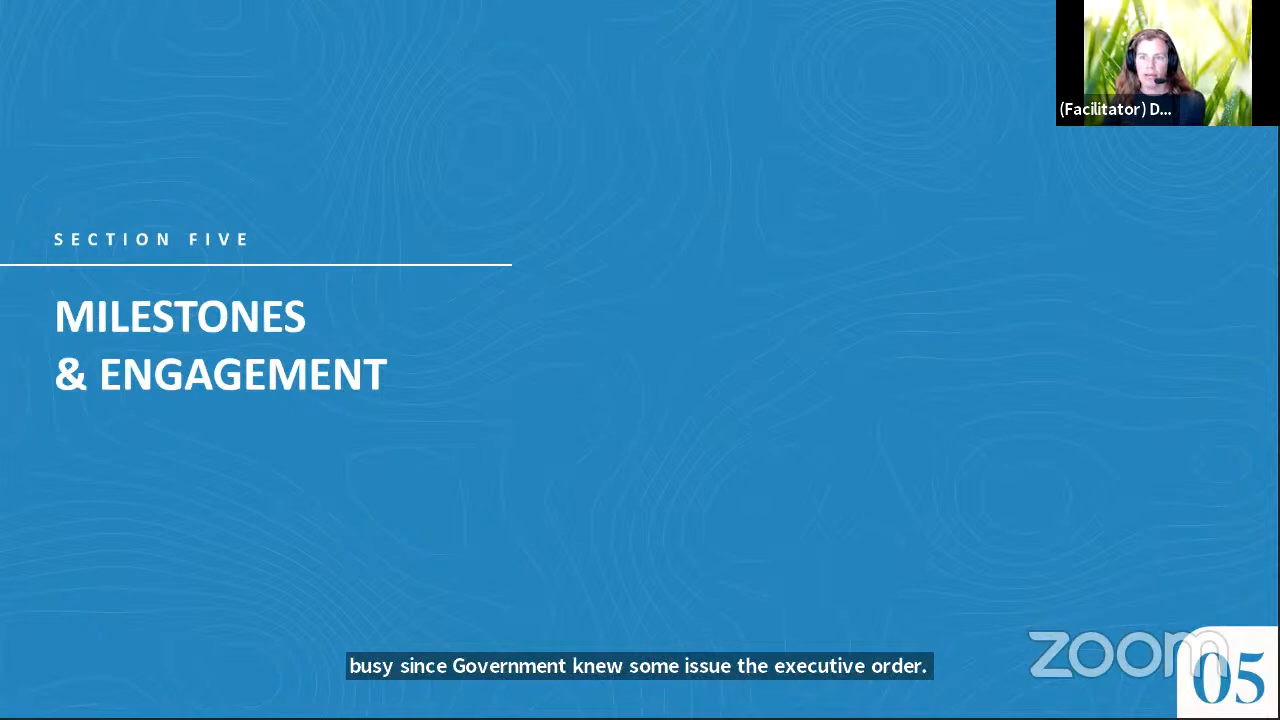 (Facilitator) D...
SECTION FIVE
MILESTONES
& ENGAGEMENT
busy since Government knew some issue the executive order.
zoom
05